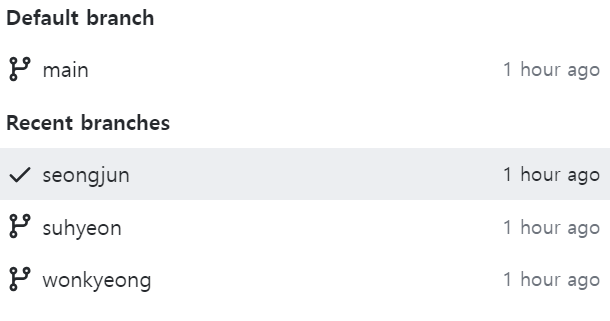 Default branch
main 1 hour ago
Recent branches
seongjun 1 hour ago
suhyeon 1 hour ago
wonkyeong 1 hour ago